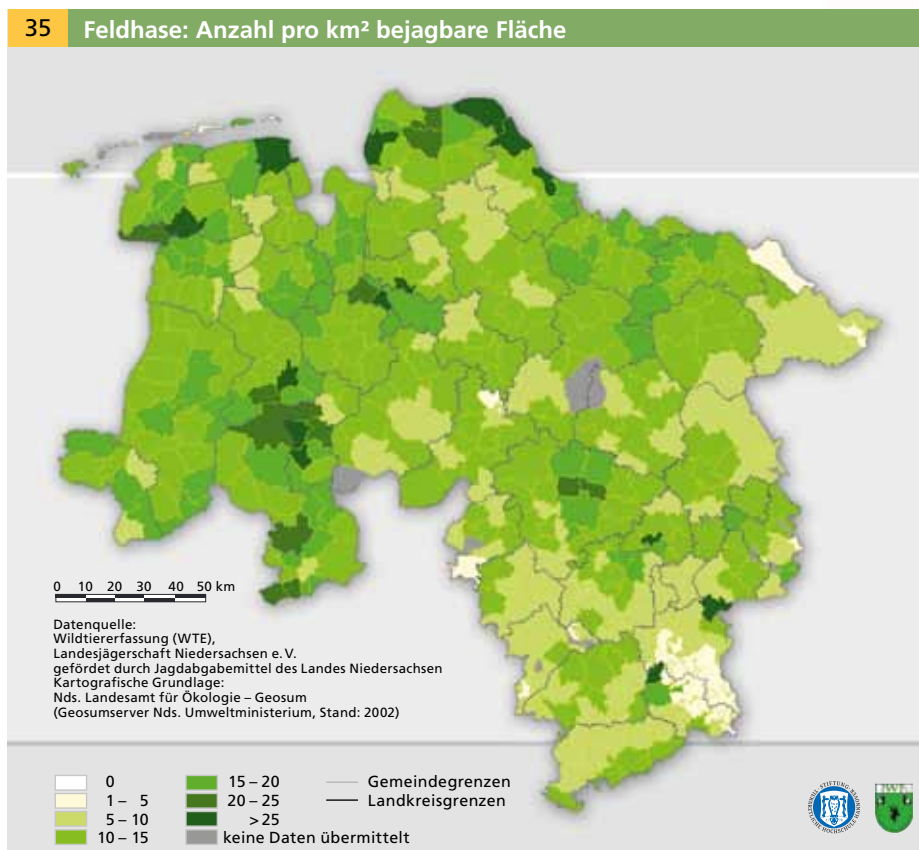 35 Feldhase: Anzahl pro km² bejagbare Fläche
0 10 20 30 40 50 km
Datenquelle:
Wildtiererfassung (WTE),
Landesjägerschaft Niedersachsen e. V.
gefördert durch Jagdabgabemittel des Landes Niedersachsen
Kartografische Grundlage:
Nds. Landesamt für Ökologie – Geosum
(Geosumserver Nds. Umweltministerium, Stand: 2002)
0
1 – 5
5 – 10
10 – 15
15 – 20
20 – 25
>25
keine Daten übermittelt
Gemeindegrenzen
Landkreisgrenzen